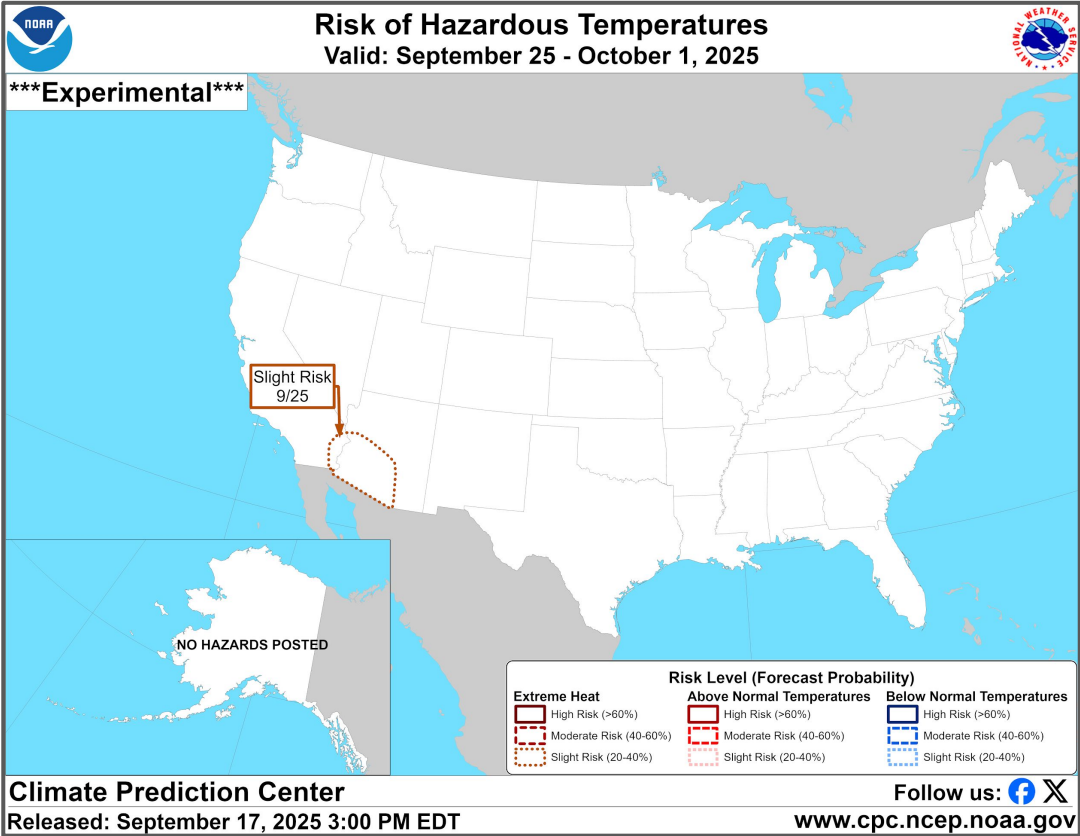 NOAA
Risk of Hazardous Temperatures
Valid: September 25 - October 1, 2025
NATIONAL WEATHER SERVICE
***Experimental***
Slight Risk
9/25
NO HAZARDS POSTED
Risk Level (Forecast Probability)
Extreme Heat
High Risk (>60%)
Moderate Risk (40-60%)
Slight Risk (20-40%)
Above Normal Temperatures
High Risk (>60%)
Moderate Risk (40-60%)
Slight Risk (20-40%)
Below Normal Temperatures
High Risk (>60%)
Moderate Risk (40-60%)
Slight Risk (20-40%)
Climate Prediction Center
Follow us:
Released: September 17, 2025 3:00 PM EDT
www.cpc.ncep.noaa.gov